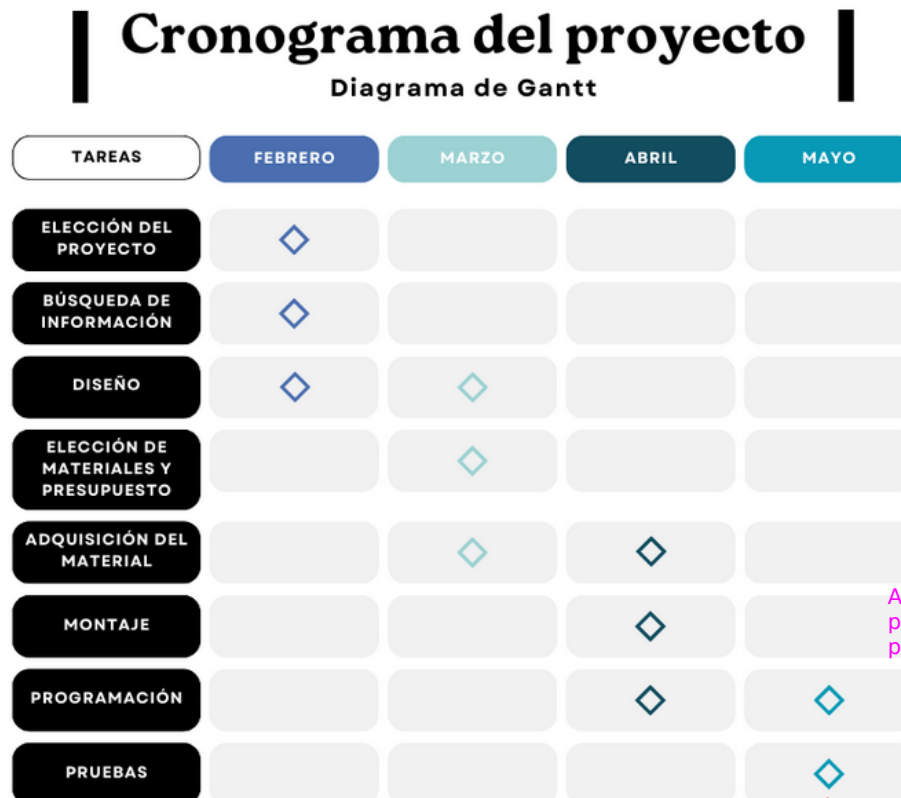 Cronograma del proyecto
Diagrama de Gantt
TAREAS FEBRERO MARZO ABRIL MAYO
ELECCIÓN DEL
PROYECTO
BÚSQUEDA DE
INFORMACIÓN
DISEÑO
ELECCIÓN DE
MATERIALES Y
PRESUPUESTO
ADQUISICIÓN DEL
MATERIAL
MONTAJE
PROGRAMACIÓN
PRUEBAS